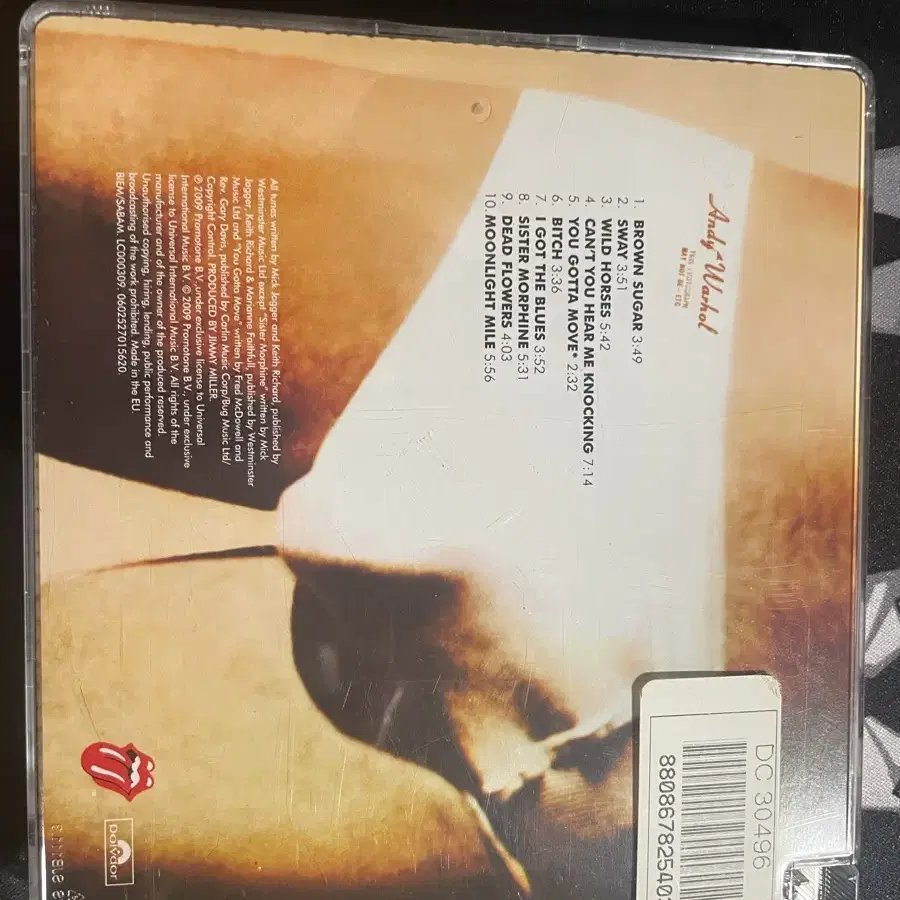 Andy Warhol
1. BROWN SUGAR 3:49
2. SWAY 3:51
3. WILD HORSES 5:42
4. CAN'T YOU HEAR ME KNOCKING 7:14
5. YOU GOTTA MOVE* 2:32
6. BITCH 3:36
7. I GOT THE BLUES 3:52
8. SISTER MORPHINE 5:31
9. DEAD FLOWERS 4:03
10. MOONLIGHT MILE 5:56
All tunes written by Mick Jagger and Keith Richard, published by
Westminster Music Ltd except "Sister Morphine" written by Mick
Jagger, Keith Richard & Marianne Faithfull, published by Westminster
Music Ltd and "You Gotta Move" written by Fred McDowell and
Rev. Gary Davis, published by Carlin Music Corp/Bug Music Ltd/
Copyright Control. PRODUCED BY JIMMY MILLER.
℗ 2009 Promotone B.V., under exclusive license to Universal
International Music B.V. © 2009 Promotone B.V., under exclusive
license to Universal International Music B.V. All rights of the
manufacturer and of the owner of the produced reserved.
Unauthorised copying, hiring, lending, public performance and
broadcasting of the work prohibited. Made in the EU.
BIEM/SABAM. LC000309. 0602527015620.
DC 30496
88086782540
Polydor